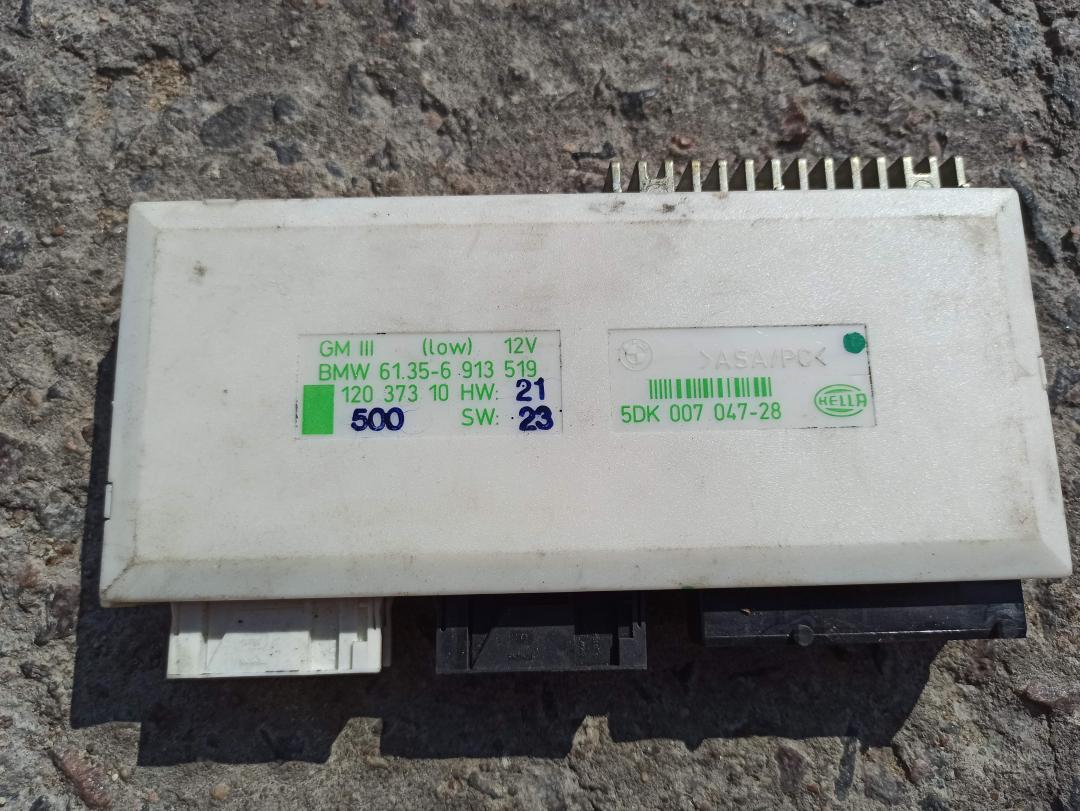 GM III (low) 12V
BMW 61.35-6 913 519
120 373 10 HW: 21
500 SW: 23
>ASA/PC<
5DK 007 047-28
HELLA